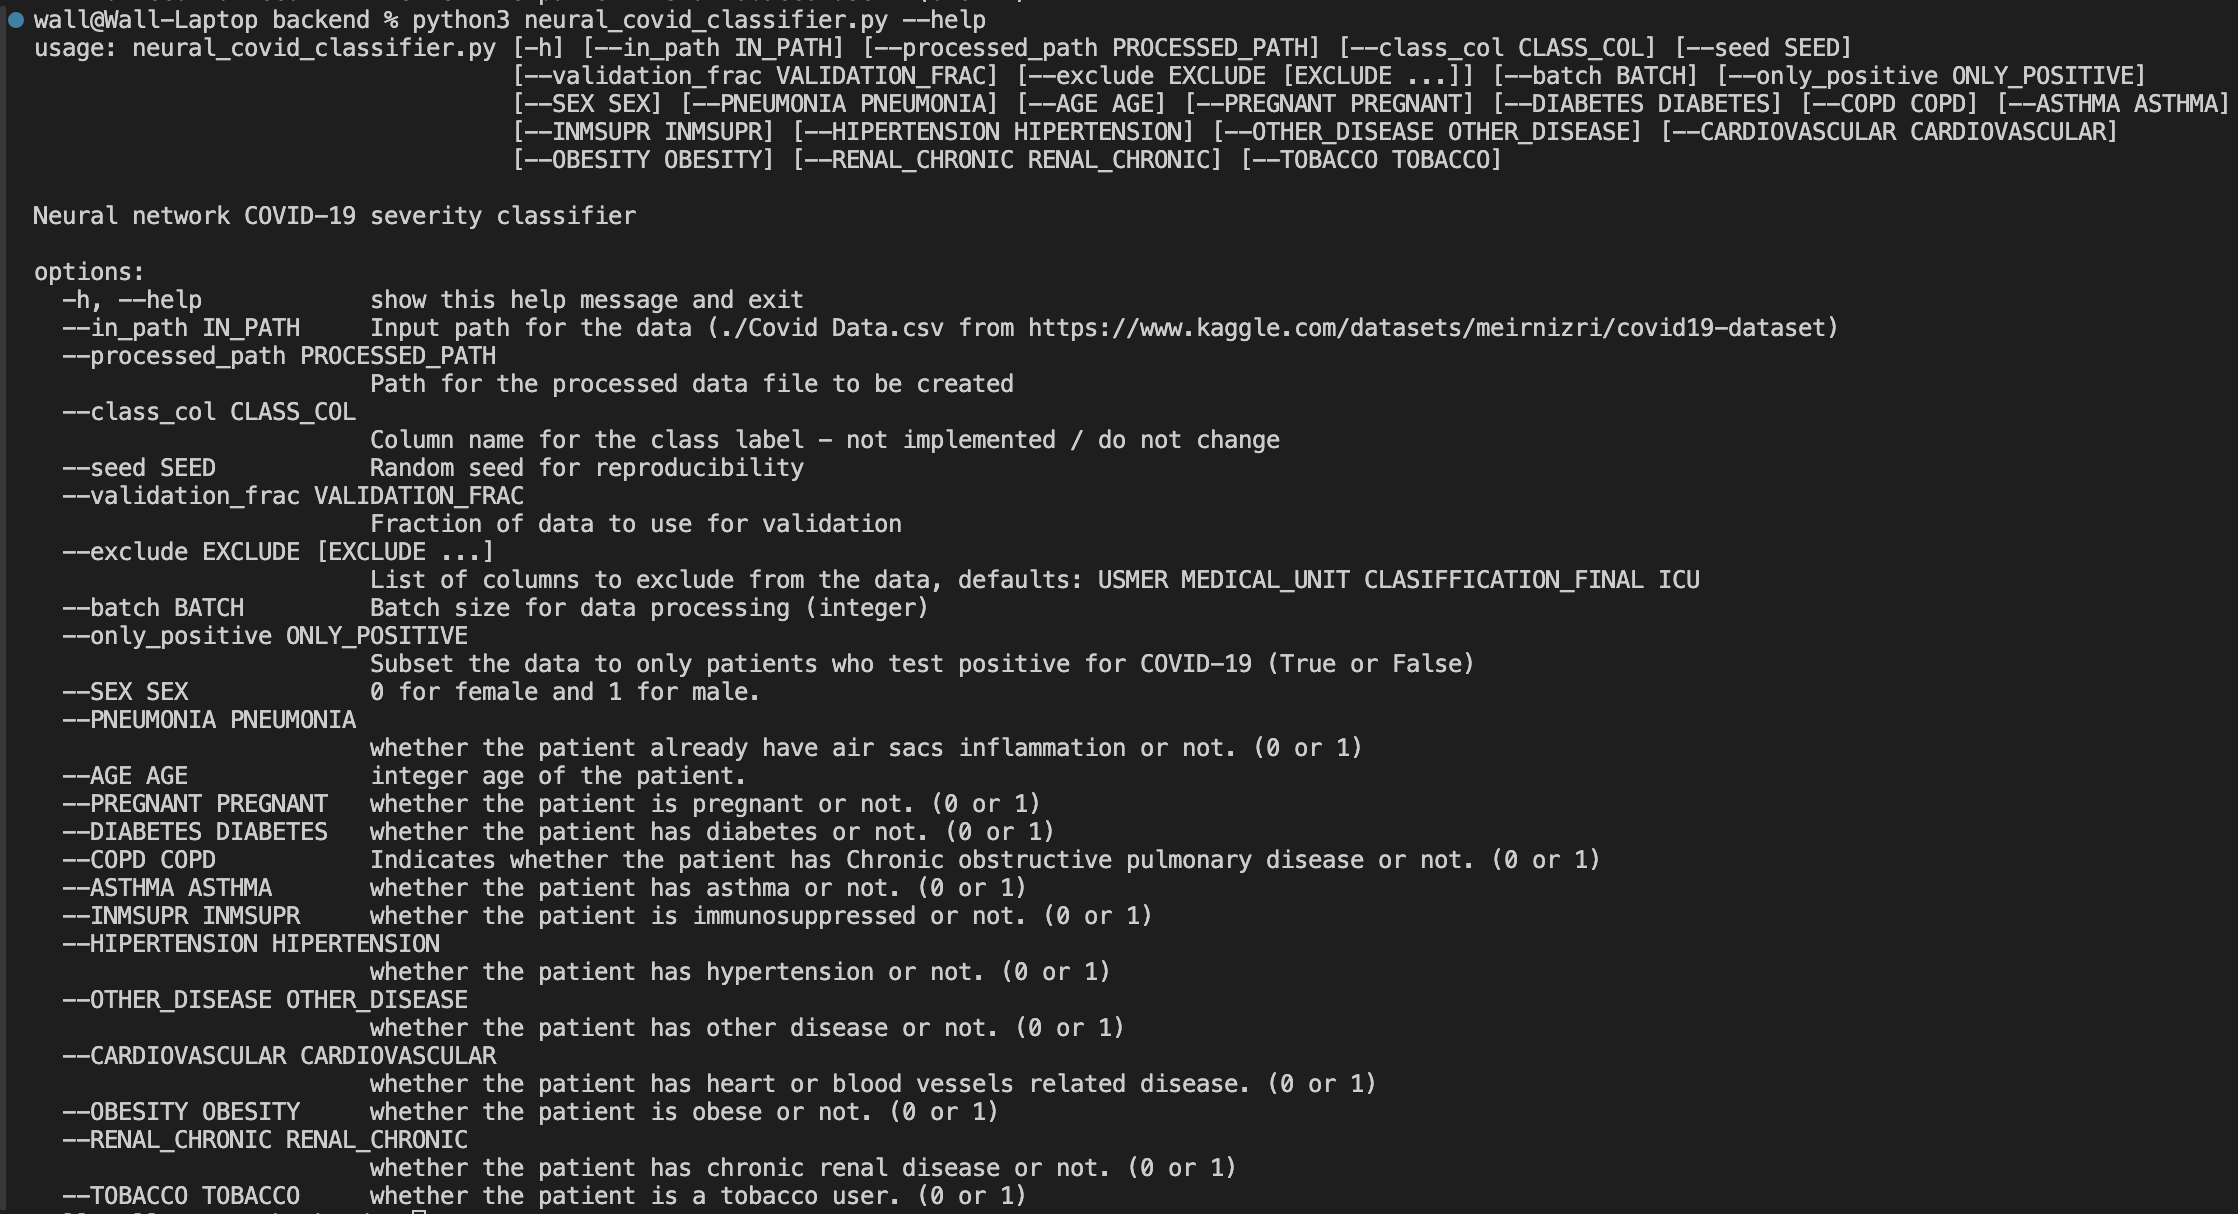 wall@Wall-Laptop backend % python3 neural_covid_classifier.py --help
usage: neural_covid_classifier.py [-h] [--in_path IN_PATH] [--processed_path PROCESSED_PATH] [--class_col CLASS_COL] [--seed SEED]
[--validation_frac VALIDATION_FRAC] [--exclude EXCLUDE [EXCLUDE ...]] [--batch BATCH] [--only_positive ONLY_POSITIVE]
[--SEX SEX] [--PNEUMONIA PNEUMONIA] [--AGE AGE] [--PREGNANT PREGNANT] [--DIABETES DIABETES] [--COPD COPD] [--ASTHMA ASTHMA]
[--INMSUPR INMSUPR] [--HIPERTENSION HIPERTENSION] [--OTHER_DISEASE OTHER_DISEASE] [--CARDIOVASCULAR CARDIOVASCULAR]
[--OBESITY OBESITY] [--RENAL_CHRONIC RENAL_CHRONIC] [--TOBACCO TOBACCO]
Neural network COVID-19 severity classifier
options:
-h, --help show this help message and exit
--in_path IN_PATH Input path for the data (./Covid Data.csv from https://www.kaggle.com/datasets/meirnizri/covid19-dataset)
--processed_path PROCESSED_PATH
Path for the processed data file to be created
--class_col CLASS_COL
Column name for the class label - not implemented / do not change
--seed SEED Random seed for reproducibility
--validation_frac VALIDATION_FRAC
Fraction of data to use for validation
--exclude EXCLUDE [EXCLUDE ...]
List of columns to exclude from the data, defaults: USMER MEDICAL_UNIT CLASIFFICATION_FINAL ICU
--batch BATCH Batch size for data processing (integer)
--only_positive ONLY_POSITIVE
Subset the data to only patients who test positive for COVID-19 (True or False)
--SEX SEX 0 for female and 1 for male.
--PNEUMONIA PNEUMONIA
whether the patient already have air sacs inflammation or not. (0 or 1)
--AGE AGE integer age of the patient.
--PREGNANT PREGNANT whether the patient is pregnant or not. (0 or 1)
--DIABETES DIABETES whether the patient has diabetes or not. (0 or 1)
--COPD COPD Indicates whether the patient has Chronic obstructive pulmonary disease or not. (0 or 1)
--ASTHMA ASTHMA whether the patient has asthma or not. (0 or 1)
--INMSUPR INMSUPR whether the patient is immunosuppressed or not. (0 or 1)
--HIPERTENSION HIPERTENSION
whether the patient has hypertension or not. (0 or 1)
--OTHER_DISEASE OTHER_DISEASE
whether the patient has other disease or not. (0 or 1)
--CARDIOVASCULAR CARDIOVASCULAR
whether the patient has heart or blood vessels related disease. (0 or 1)
--OBESITY OBESITY whether the patient is obese or not. (0 or 1)
--RENAL_CHRONIC RENAL_CHRONIC
whether the patient has chronic renal disease or not. (0 or 1)
--TOBACCO TOBACCO whether the patient is a tobacco user. (0 or 1)